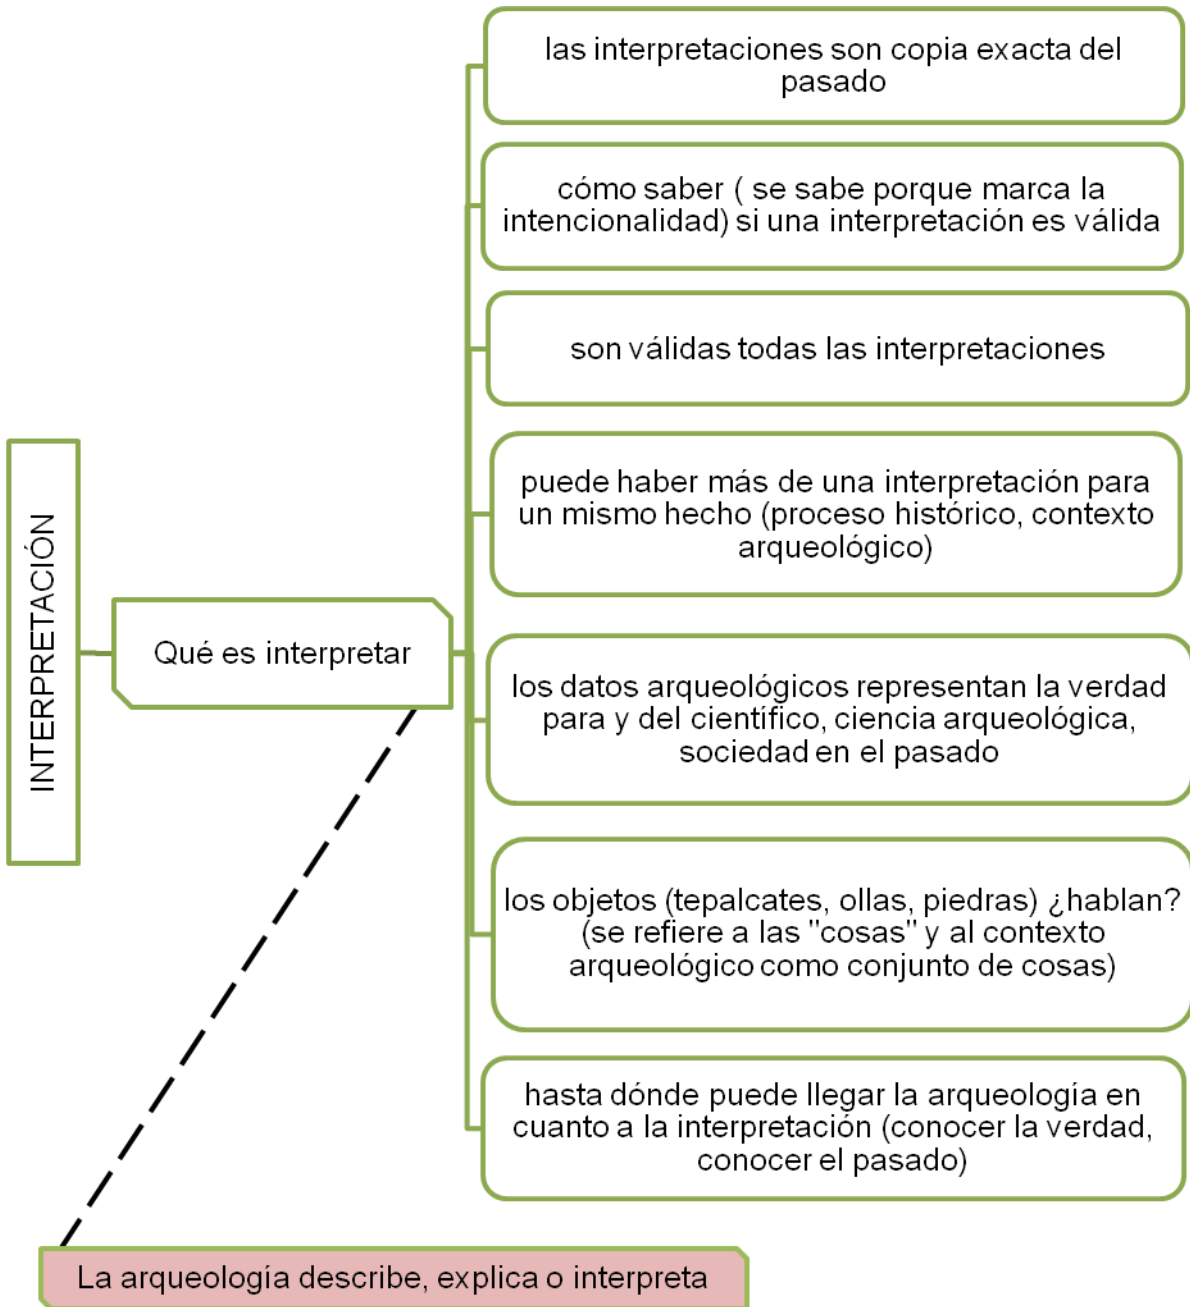 las interpretaciones son copia exacta del
pasado
cómo saber ( se sabe porque marca la
intencionalidad) si una interpretación es válida
son válidas todas las interpretaciones
puede haber más de una interpretación para
un mismo hecho (proceso histórico, contexto
arqueológico)
INTERPRETACIÓN
Qué es interpretar
los datos arqueológicos representan la verdad
para y del científico, ciencia arqueológica,
sociedad en el pasado
los objetos (tepalcates, ollas, piedras) ¿hablan?
(se refiere a las "cosas" y al contexto
arqueológico como conjunto de cosas)
hasta dónde puede llegar la arqueología en
cuanto a la interpretación (conocer la verdad,
conocer el pasado)
La arqueología describe, explica o interpreta